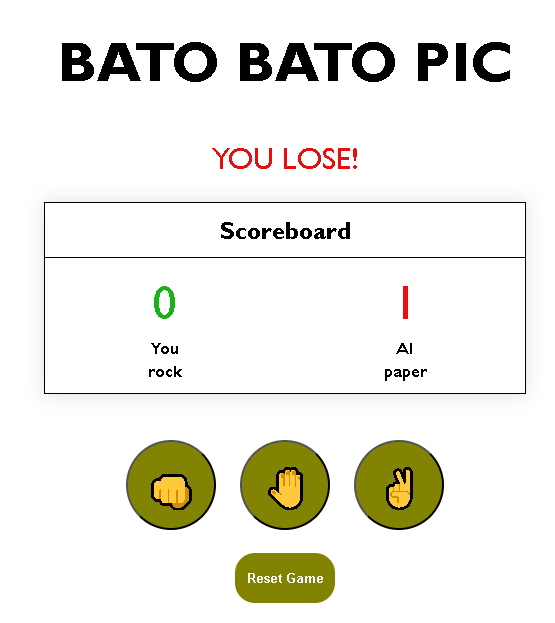 BATO BATO PIC
YOU LOSE!
Scoreboard
0 1
You AI
rock paper
Reset Game